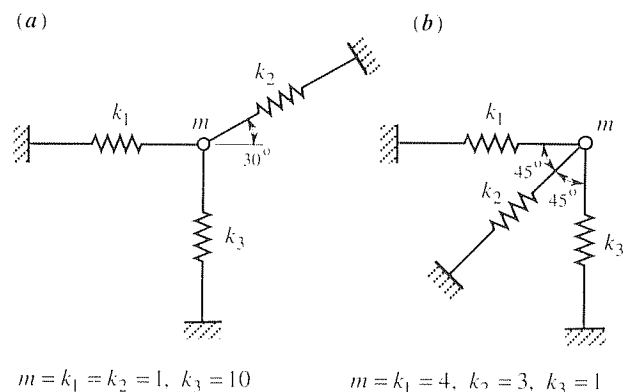 (a)
k₂
k₁
m
30°
k₃
m = k₁ = k₂ = 1, k₃ = 10
(b)
m
k₁
45°
k₂
45°
k₃
m = k₁ = 4, k₂ = 3, k₃ = 1